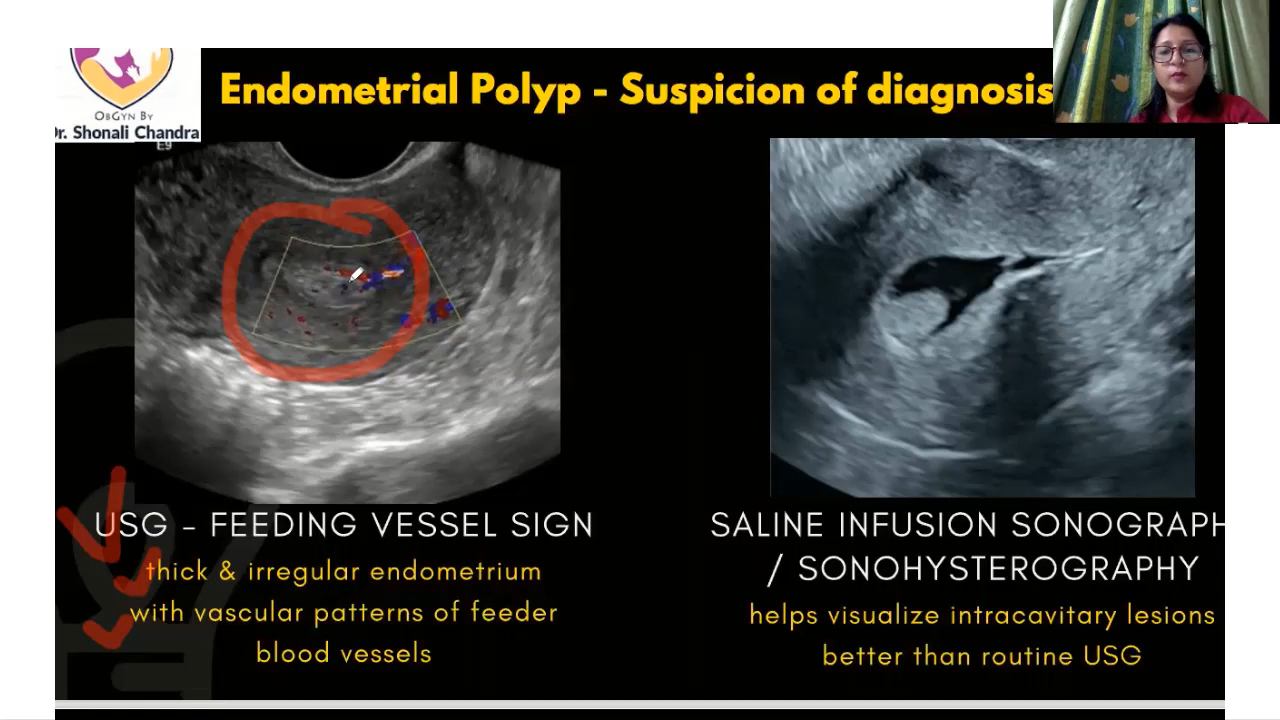 Endometrial Polyp - Suspicion of diagnosis
OBGYN BY
Dr. Shonali Chandra
E9
USG - FEEDING VESSEL SIGN
thick & irregular endometrium
with vascular patterns of feeder
blood vessels
SALINE INFUSION SONOGRAPH
/ SONOHYSTEROGRAPHY
helps visualize intracavitary lesions
better than routine USG